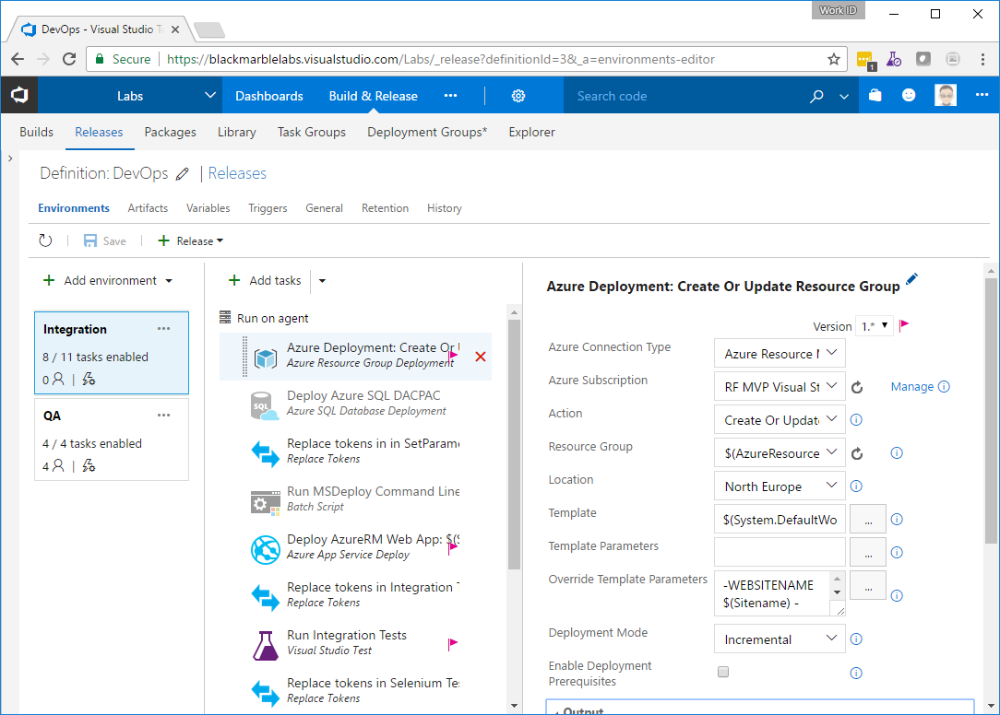 Work ID
DevOps - Visual Studio T
Secure https://blackmarblelabs.visualstudio.com/Labs/_release?definitionId=3&_a=environments-editor
1
Labs Dashboards Build & Release ... Search code ...
Builds Releases Packages Library Task Groups Deployment Groups* Explorer
Definition: DevOps | Releases
Environments Artifacts Variables Triggers General Retention History
Save Release
Add environment
Integration ...
8 / 11 tasks enabled
0
QA ...
4 / 4 tasks enabled
4
Add tasks
Run on agent
Azure Deployment: Create Or
Azure Resource Group Deployment
SQL
Deploy Azure SQL DACPAC
Azure SQL Database Deployment
Replace tokens in in SetParame
Replace Tokens
Run MSDeploy Command Line
Batch Script
Deploy AzureRM Web App: $(S
Azure App Service Deploy
Replace tokens in Integration T
Replace Tokens
Run Integration Tests
Visual Studio Test
Replace tokens in Selenium Tes
Replace Tokens
Azure Deployment: Create Or Update Resource Group
Version 1.*
Azure Connection Type Azure Resource M
Azure Subscription RF MVP Visual St Manage
Action Create Or Update
Resource Group $(AzureResource
Location North Europe
Template $(System.DefaultWo ...
Template Parameters ...
Override Template Parameters -WEBSITENAME ...
$(Sitename) -
Deployment Mode Incremental
Enable Deployment
Prerequisites
Output